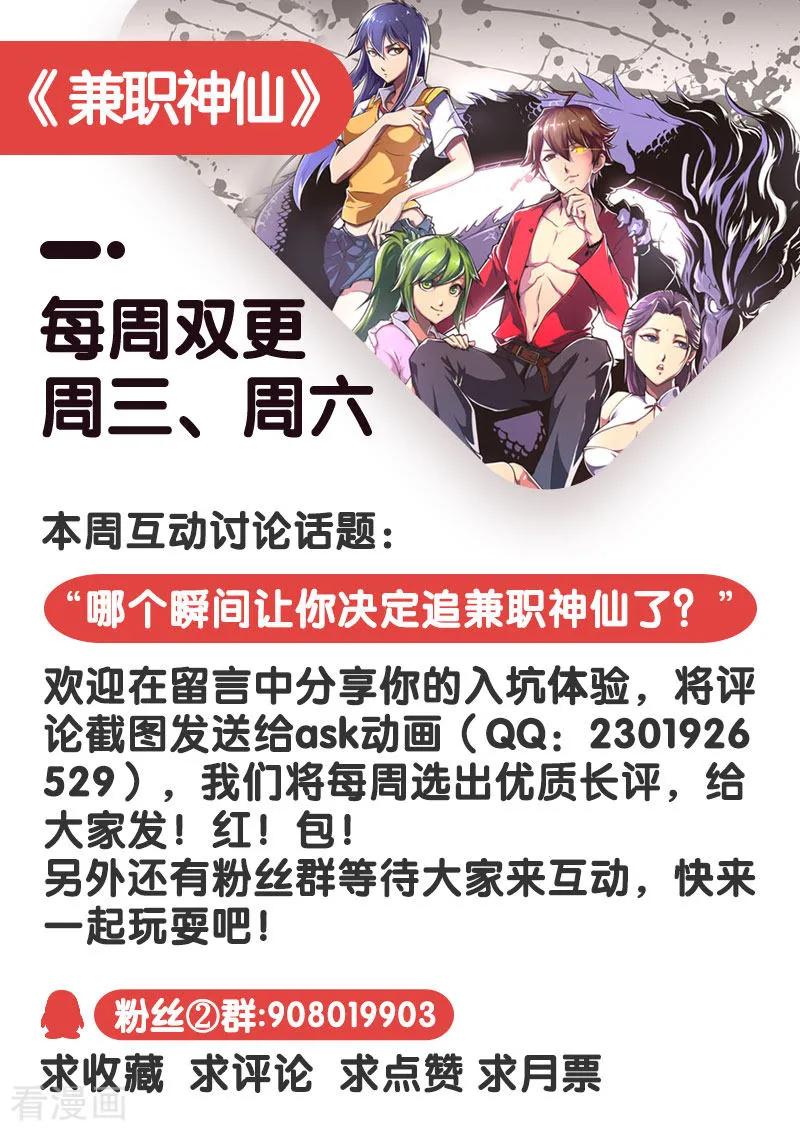 《兼职神仙》
每周双更
周三、周六
本周互动讨论话题：
“哪个瞬间让你决定追兼职神仙了？”
欢迎在留言中分享你的入坑体验，将评
论截图发送给ask动画（QQ：2301926
529），我们将每周选出优质长评，给
大家发！红！包！
另外还有粉丝群等待大家来互动，快来
一起玩耍吧！
粉丝②群:908019903
求收藏 求评论 求点赞 求月票
看漫画